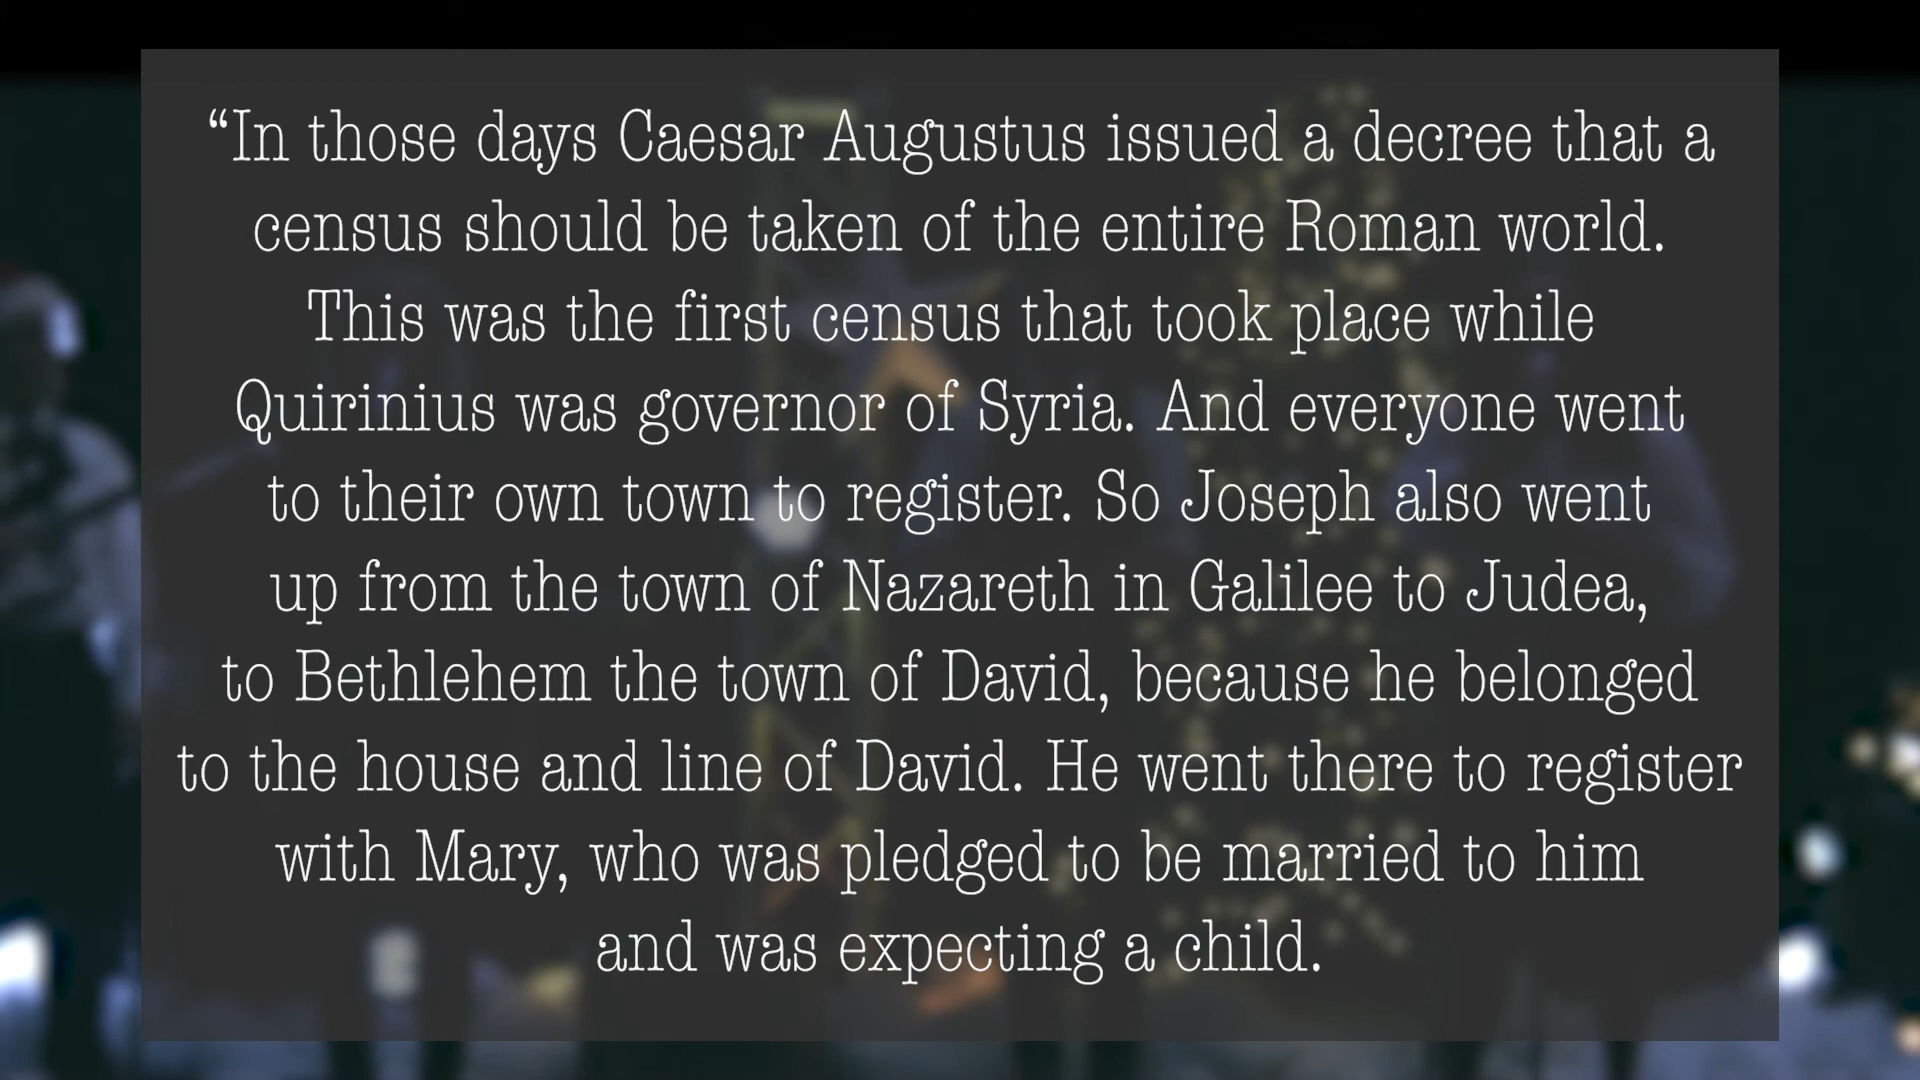 “In those days Caesar Augustus issued a decree that a
census should be taken of the entire Roman world.
This was the first census that took place while
Quirinius was governor of Syria. And everyone went
to their own town to register. So Joseph also went
up from the town of Nazareth in Galilee to Judea,
to Bethlehem the town of David, because he belonged
to the house and line of David. He went there to register
with Mary, who was pledged to be married to him
and was expecting a child.